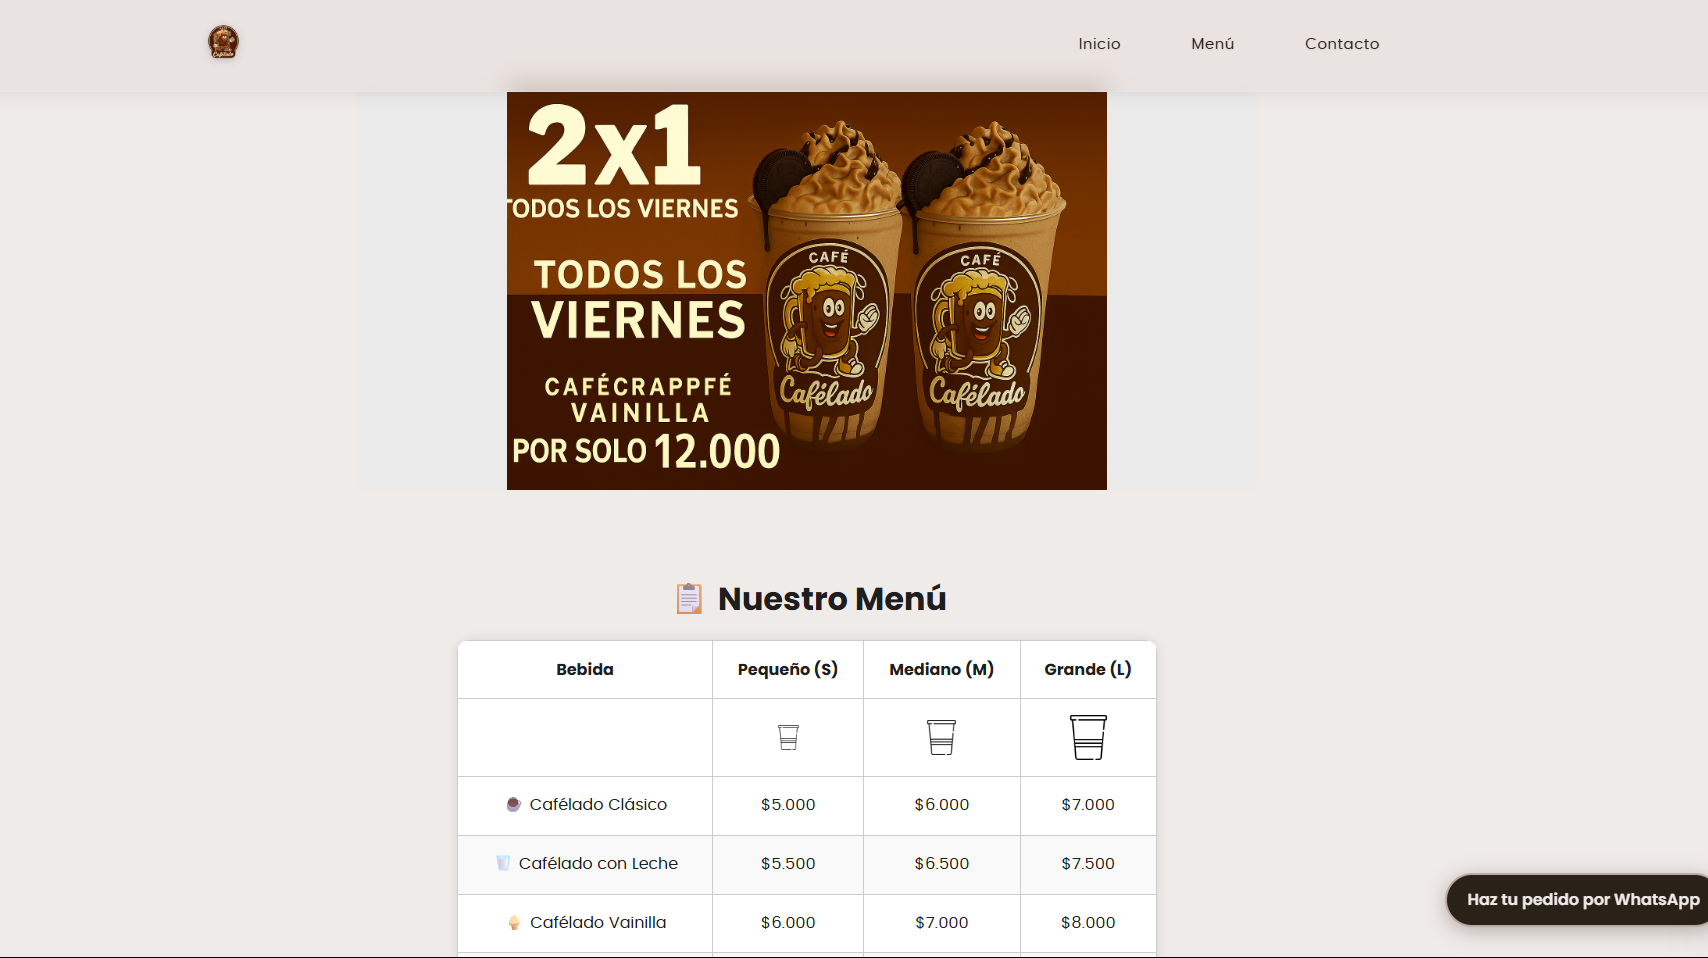 Cafélado
Inicio
Menú
Contacto
2x1
TODOS LOS VIERNES
TODOS LOS
VIERNES
CAFÉCRAPPFÉ
VAINILLA
POR SOLO 12.000
CAFÉ
Cafélado
CAFÉ
Cafélado
Nuestro Menú
Bebida Pequeño (S) Mediano (M) Grande (L)
Cafélado Clásico $5.000 $6.000 $7.000
Cafélado con Leche $5.500 $6.500 $7.500
Cafélado Vainilla $6.000 $7.000 $8.000
Haz tu pedido por WhatsApp